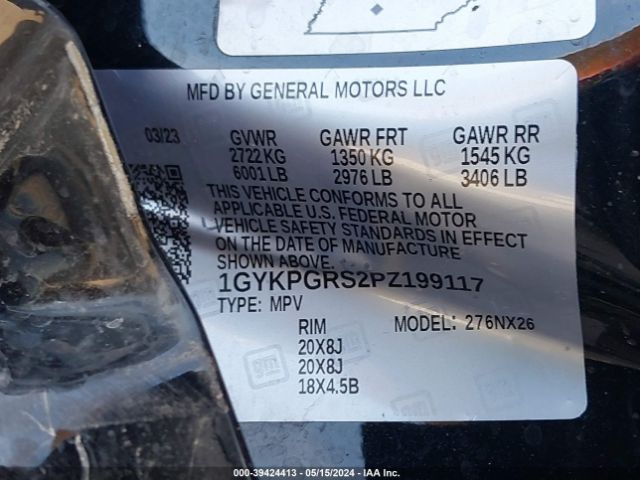 MFD BY GENERAL MOTORS LLC
03/23 GVWR GAWR FRT GAWR RR
2722 KG 1350 KG 1545 KG
6001 LB 2976 LB 3406 LB
THIS VEHICLE CONFORMS TO ALL
APPLICABLE U.S. FEDERAL MOTOR
VEHICLE SAFETY STANDARDS IN EFFECT
ON THE DATE OF MANUFACTURE
SHOWN ABOVE.
1GYKPGRS2PZ199117
TYPE: MPV
RIM MODEL: 276NX26
20X8J
20X8J
18X4.5B
gm
000-39424413 - 05/15/2024 - IAA Inc.